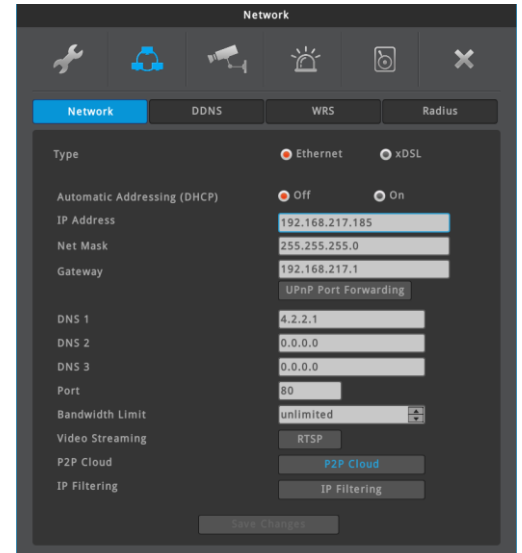 Network
Network DDNS WRS Radius
Type Ethernet xDSL
Automatic Addressing (DHCP) Off On
IP Address 192.168.217.185
Net Mask 255.255.255.0
Gateway 192.168.217.1
UPnP Port Forwarding
DNS 1 4.2.2.1
DNS 2 0.0.0.0
DNS 3 0.0.0.0
Port 80
Bandwidth Limit unlimited
Video Streaming RTSP
P2P Cloud P2P Cloud
IP Filtering IP Filtering
Save Changes